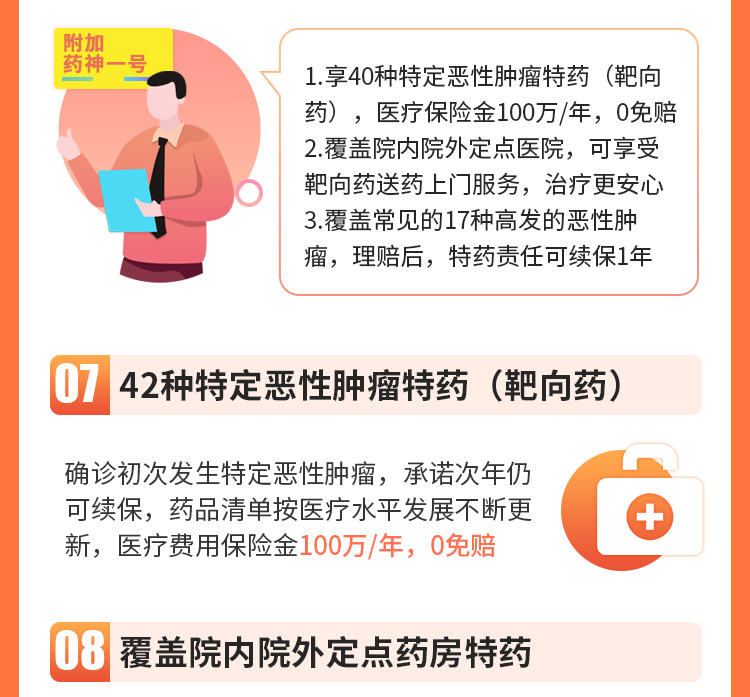 附加
药神一号
1.享40种特定恶性肿瘤特药（靶向
药），医疗保险金100万/年，0免赔
2.覆盖院内院外定点医院，可享受
靶向药送药上门服务，治疗更安心
3.覆盖常见的17种高发的恶性肿
瘤，理赔后，特药责任可续保1年
07 42种特定恶性肿瘤特药（靶向药）
确诊初次发生特定恶性肿瘤，承诺次年仍
可续保，药品清单按医疗水平发展不断更
新，医疗费用保险金100万/年，0免赔
08 覆盖院内院外定点药房特药